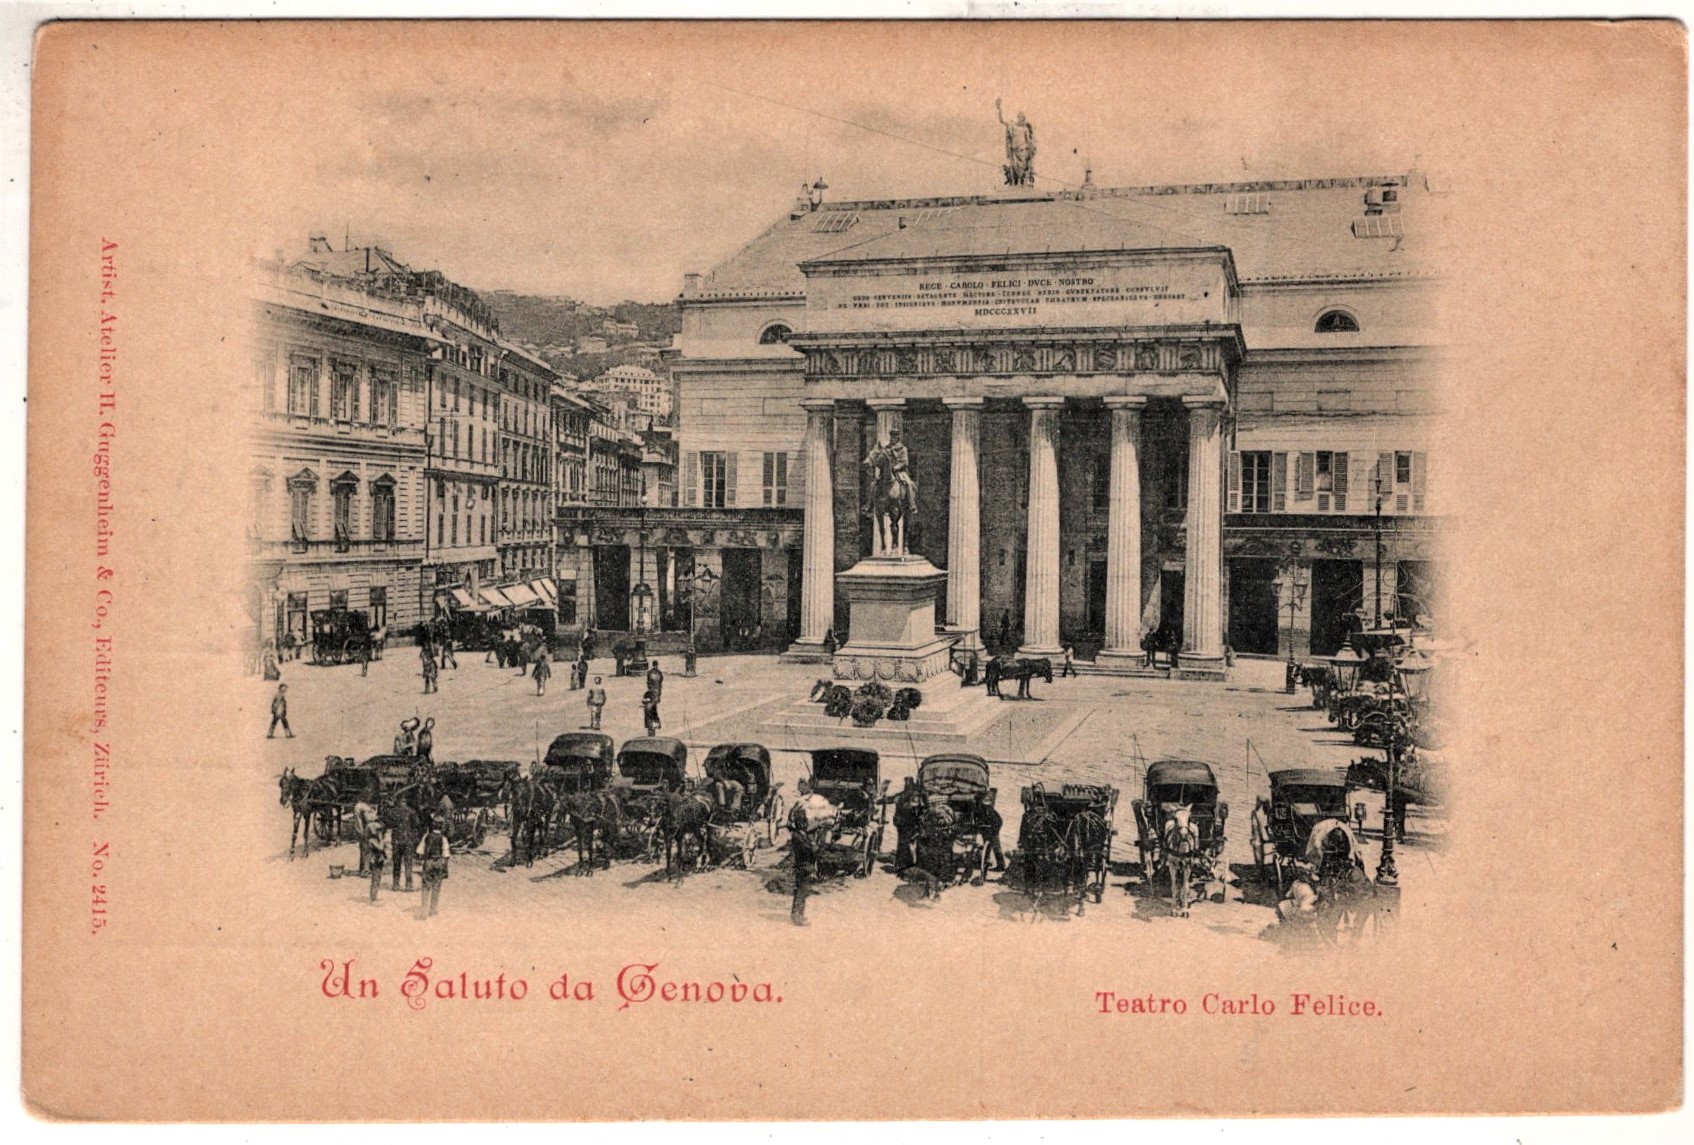 REGE · CAROLO · FELICI · DVCE · NOSTRO
MDCCCXXVII
Artist. Atelier H. Guggenheim & Co., Editeurs, Zürich. No. 2415.
Un Saluto da Genova.
Teatro Carlo Felice.